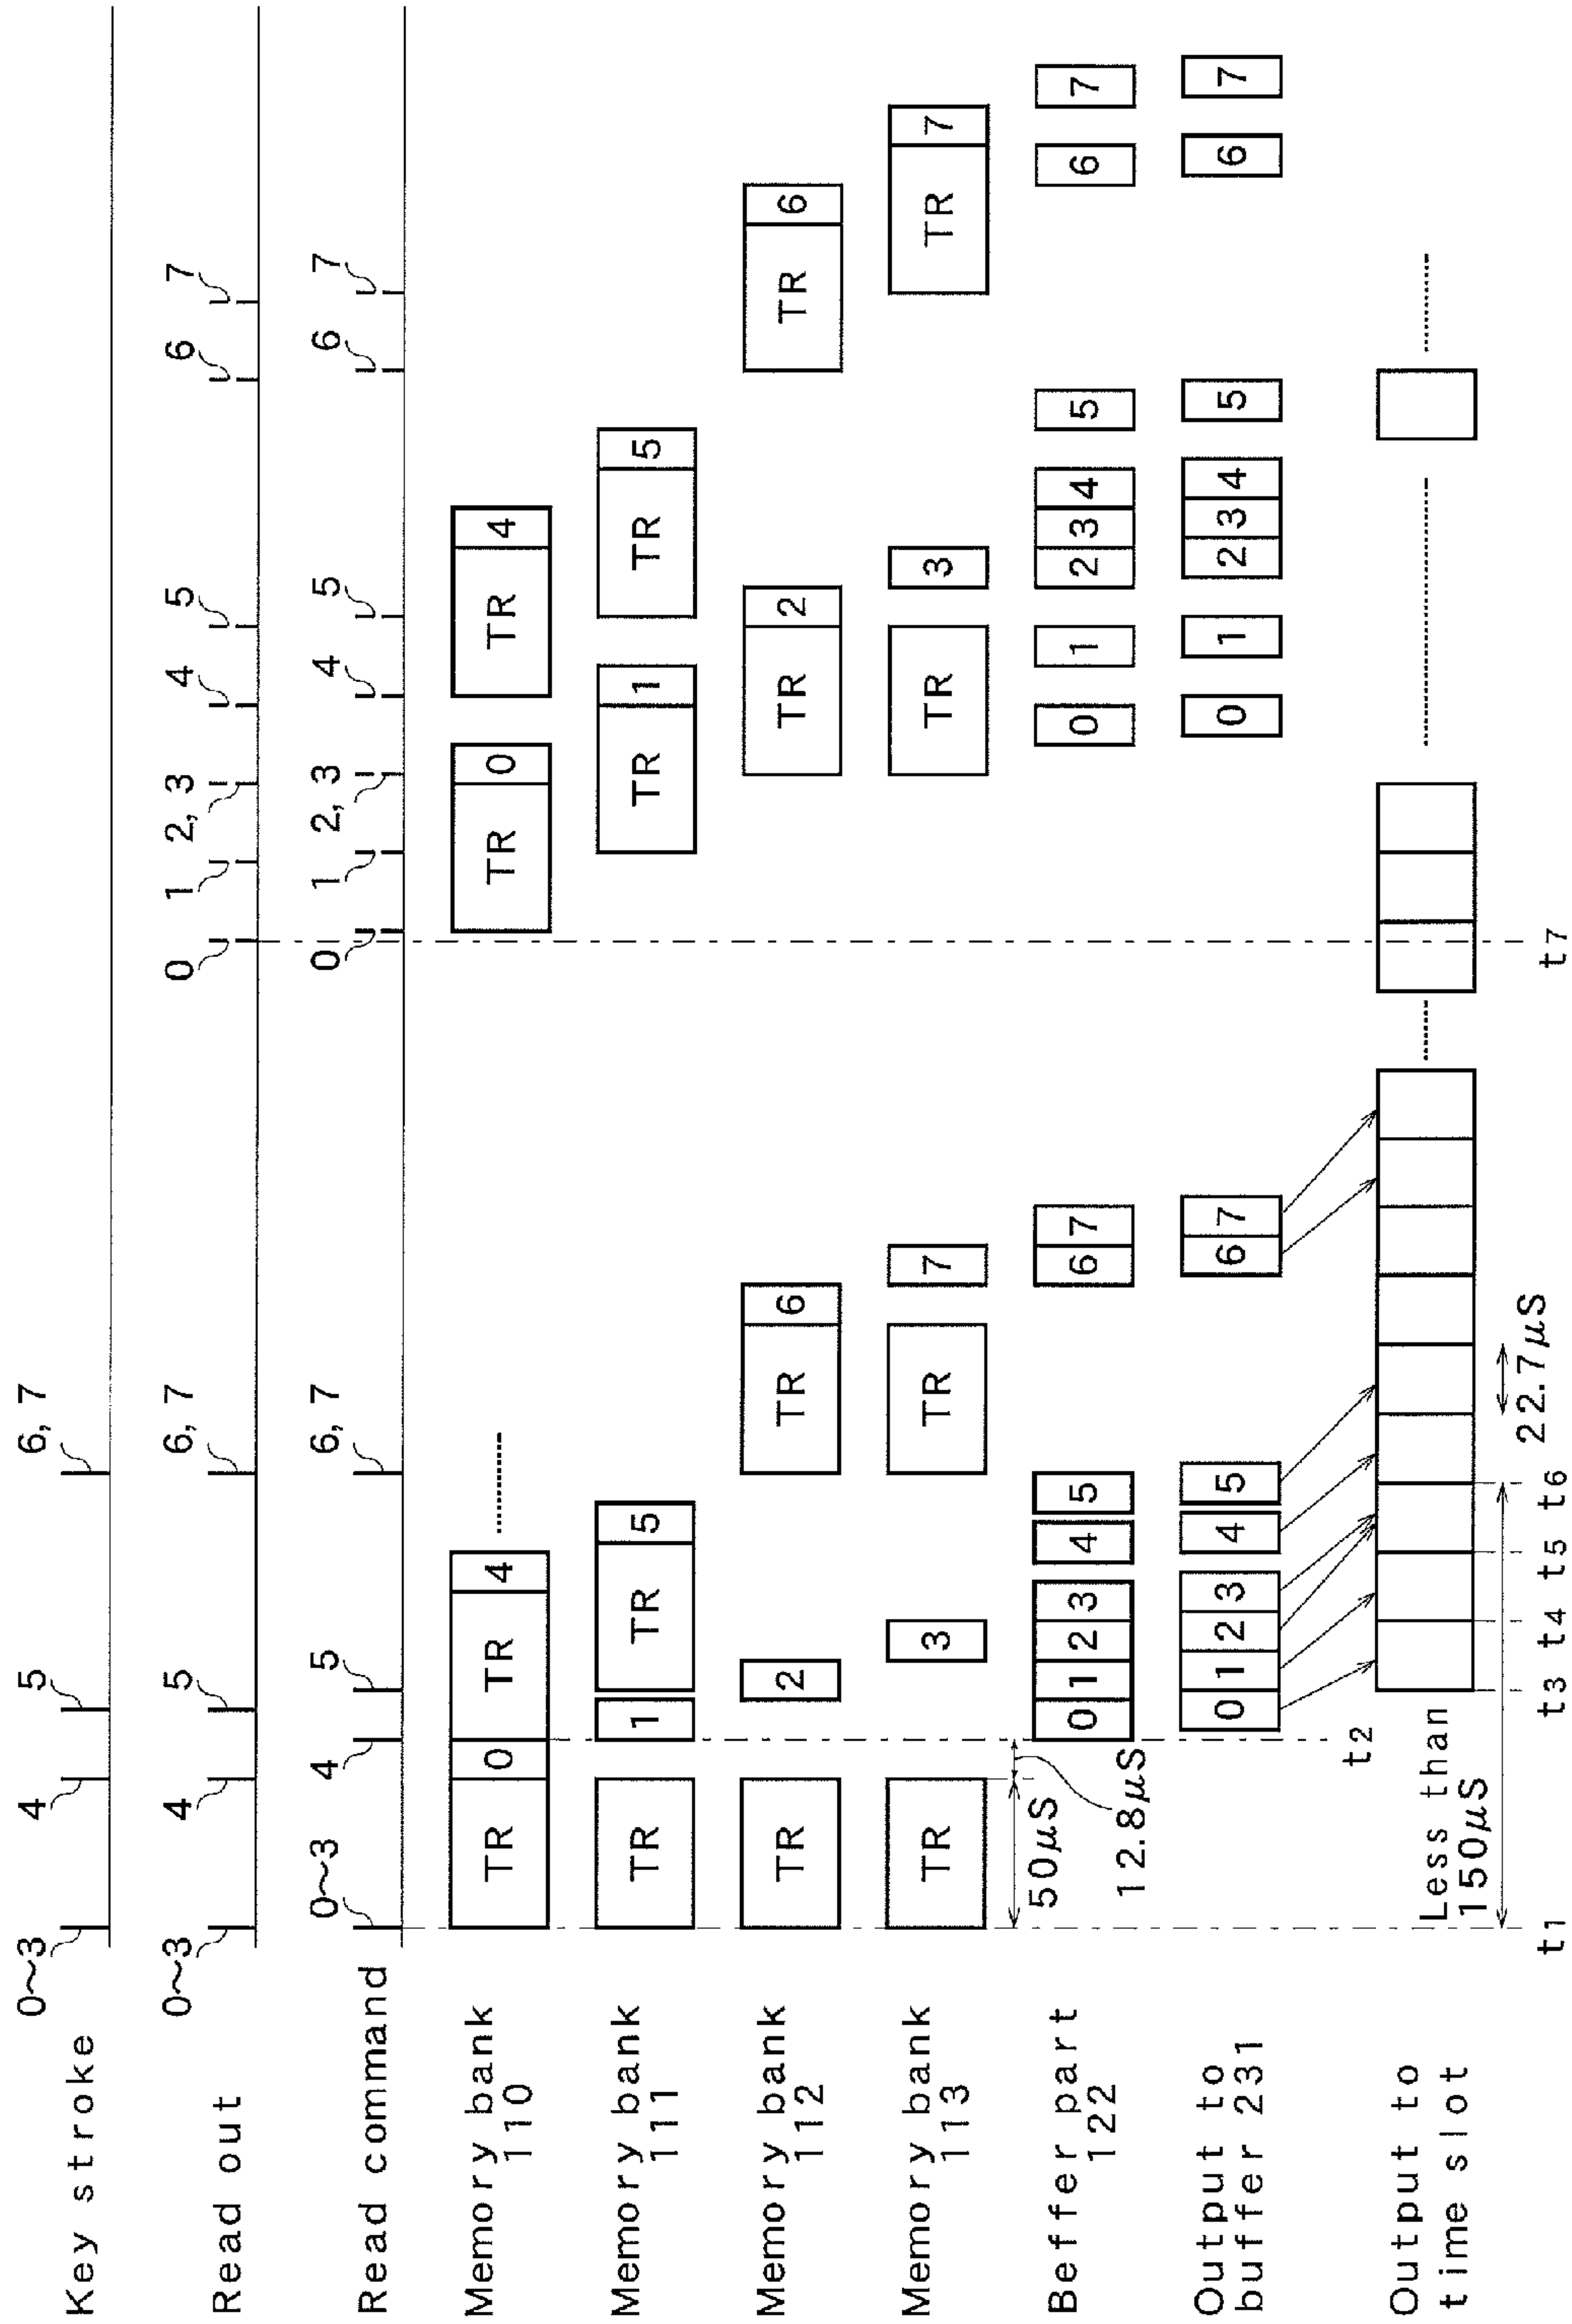 Key stroke
0~3
4
5
6, 7
Read out
0~3
4
5
6, 7
0
1
2, 3
4
5
6
7
Read command
0~3
4
5
6, 7
0
1
2, 3
4
5
6
7
Memory bank
110
TR 0 TR 4 TR 0 TR 4
Memory bank
111
TR 1 TR 5 TR 1 TR 5
Memory bank
112
TR 2 TR 6 TR 2 TR 6
Memory bank
113
TR 3 TR 7 TR 3 TR 7
50μS
12.8μS
Beffer part
122
0 1 2 3 4 5 6 7 0 1 2 3 4 5 6 7
Output to
buffer 231
0 1 2 3 4 5 6 7 0 1 2 3 4 5 6 7
t2
Output to
time slot
Less than
150μS
22.7μS
t1 t3 t4 t5 t6 t7